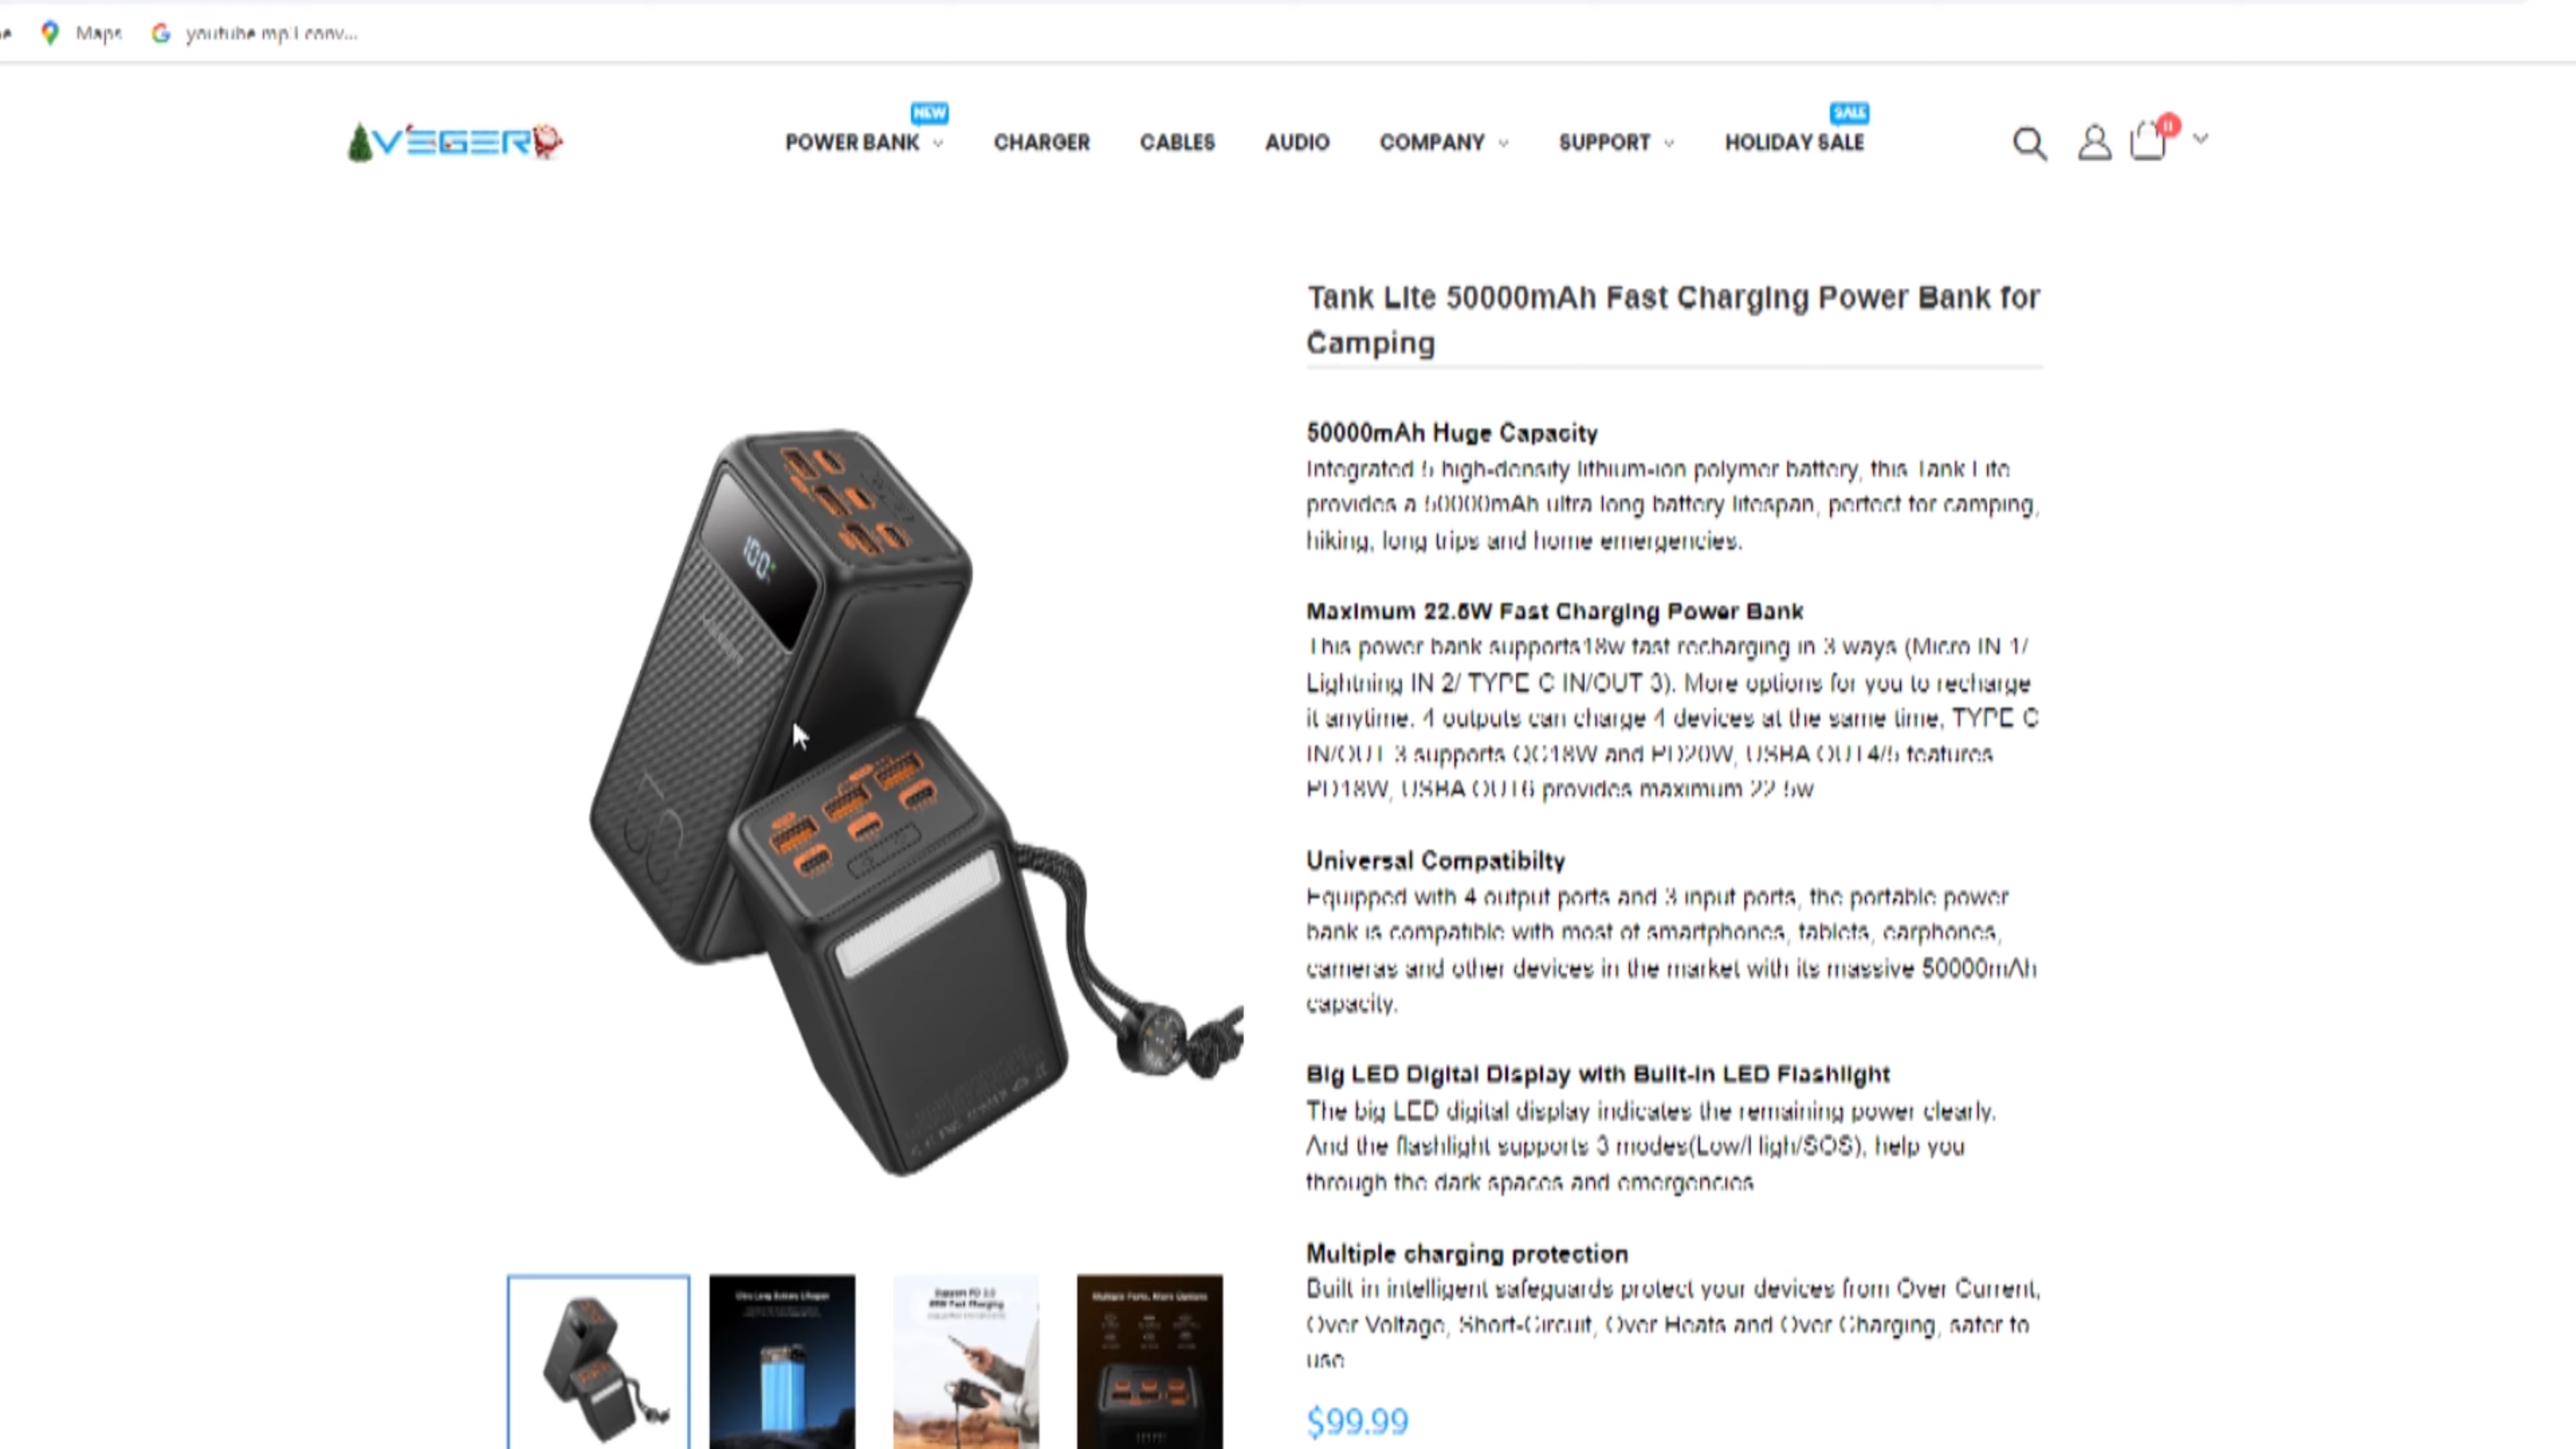 Maps youtube mp3 conv...
VEGER
POWER BANK NEW CHARGER CABLES AUDIO COMPANY SUPPORT HOLIDAY SALE SALE
Tank Lite 50000mAh Fast Charging Power Bank for
Camping
50000mAh Huge Capacity
Integrated 5 high-density lithium-ion polymer battery, this Tank Lite
provides a 50000mAh ultra long battery lifespan, perfect for camping,
hiking, long trips and home emergencies.
Maximum 22.5W Fast Charging Power Bank
This power bank supports18w fast recharging in 3 ways (Micro IN 1/
Lightning IN 2/ TYPE C IN/OUT 3). More options for you to recharge
it anytime. 4 outputs can charge 4 devices at the same time, TYPE C
IN/OUT 3 supports QC18W and PD20W, USBA OUT4/5 features
PD18W, USBA OUT6 provides maximum 22.5w
Universal Compatibilty
Equipped with 4 output ports and 3 input ports, the portable power
bank is compatible with most of smartphones, tablets, earphones,
cameras and other devices in the market with its massive 50000mAh
capacity.
Big LED Digital Display with Built-in LED Flashlight
The big LED digital display indicates the remaining power clearly.
And the flashlight supports 3 modes(Low/High/SOS), help you
through the dark spaces and emergencies
Multiple charging protection
Built in intelligent safeguards protect your devices from Over Current,
Over Voltage, Short-Circuit, Over Heats and Over Charging, safer to
use
$99.99
100
Ultra Long Battery Lifespan
Support PD 3.0
Fast Charging
Multiple Ports, More Options